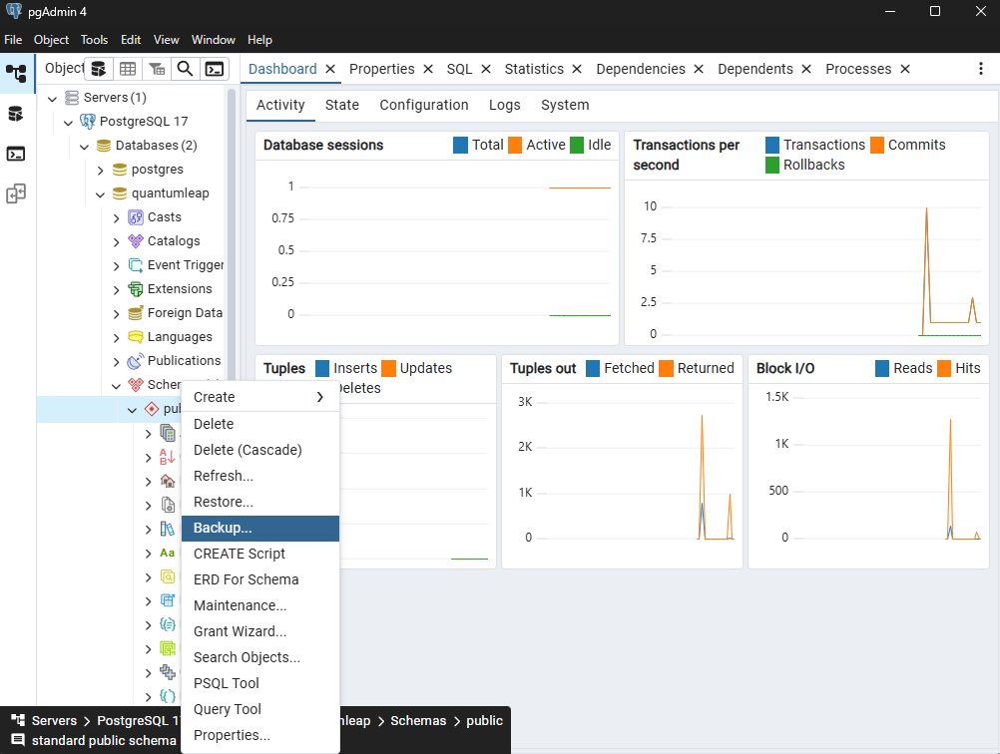 pgAdmin 4
File Object Tools Edit View Window Help
Object
Dashboard Properties SQL Statistics Dependencies Dependents Processes
Activity State Configuration Logs System
Servers (1)
PostgreSQL 17
Databases (2)
postgres
quantumleap
Casts
Catalogs
Event Trigger
Extensions
Foreign Data
Languages
Publications
Schem
pub
Aa
Database sessions
Total Active Idle
1
0.75
0.5
0.25
0
Transactions per
second
Transactions Commits
Rollbacks
10
7.5
5
2.5
0
Tuples
Inserts Updates
Deletes
Tuples out
Fetched Returned
3K
2K
1K
0
Block I/O
Reads Hits
1.5K
1K
500
0
Create
Delete
Delete (Cascade)
Refresh...
Restore...
Backup...
CREATE Script
ERD For Schema
Maintenance...
Grant Wizard...
Search Objects...
PSQL Tool
Query Tool
Properties...
Servers > PostgreSQL 17 mleap > Schemas > public
standard public schema